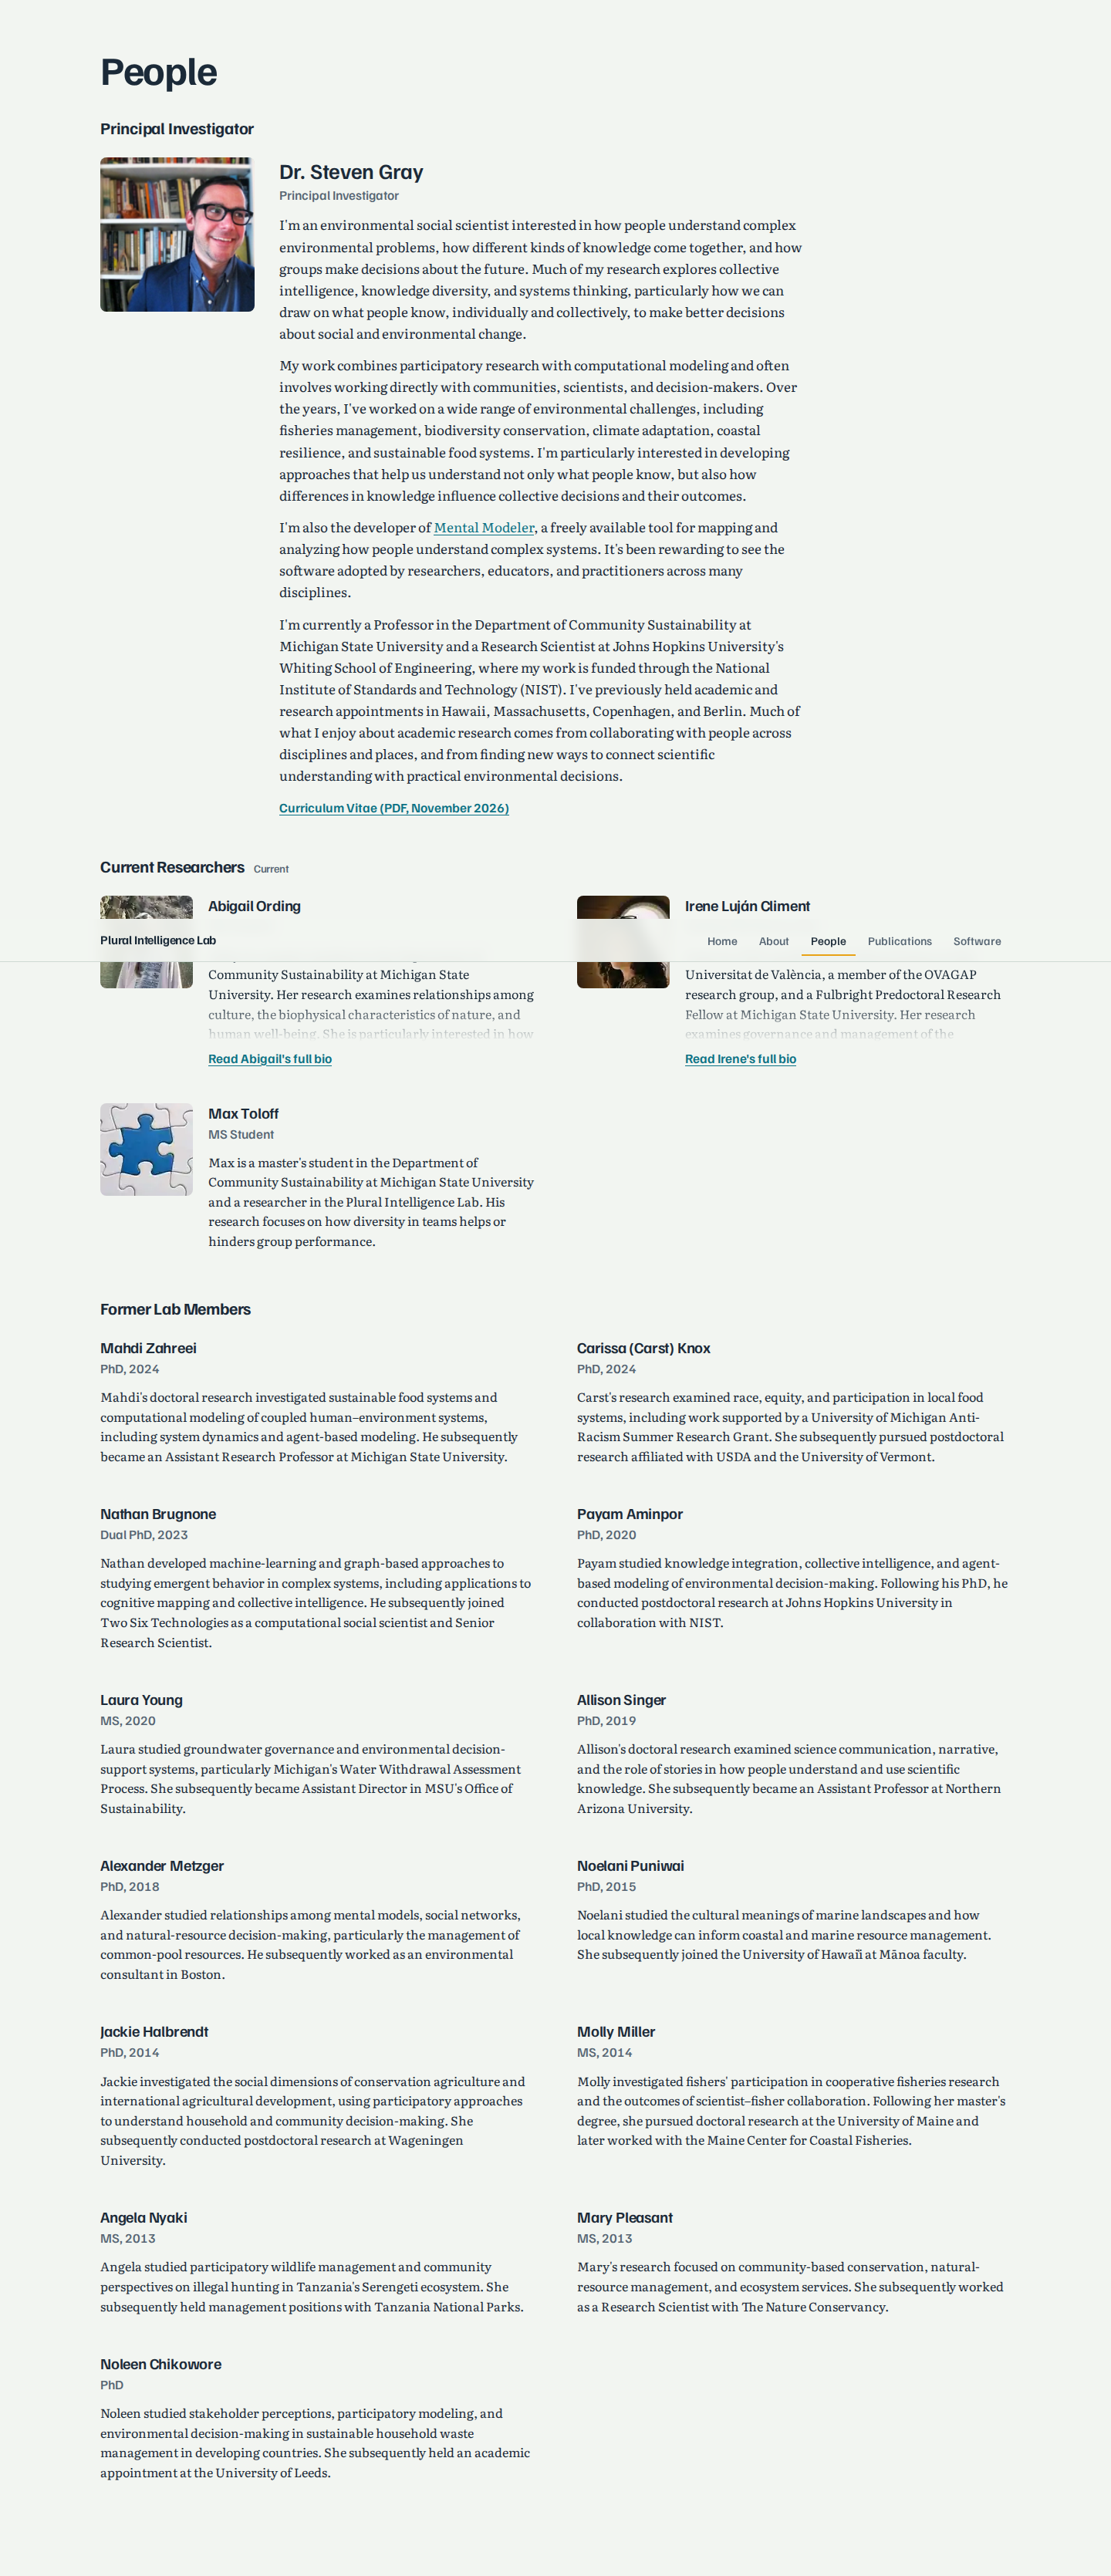 People
Principal Investigator
Dr. Steven Gray
Principal Investigator
I'm an environmental social scientist interested in how people understand complex
environmental problems, how different kinds of knowledge come together, and how
groups make decisions about the future. Much of my research explores collective
intelligence, knowledge diversity, and systems thinking, particularly how we can
draw on what people know, individually and collectively, to make better decisions
about social and environmental change.
My work combines participatory research with computational modeling and often
involves working directly with communities, scientists, and decision-makers. Over
the years, I've worked on a wide range of environmental challenges, including
fisheries management, biodiversity conservation, climate adaptation, coastal
resilience, and sustainable food systems. I'm particularly interested in developing
approaches that help us understand not only what people know, but also how
differences in knowledge influence collective decisions and their outcomes.
I'm also the developer of Mental Modeler, a freely available tool for mapping and
analyzing how people understand complex systems. It's been rewarding to see the
software adopted by researchers, educators, and practitioners across many
disciplines.
I'm currently a Professor in the Department of Community Sustainability at
Michigan State University and a Research Scientist at Johns Hopkins University's
Whiting School of Engineering, where my work is funded through the National
Institute of Standards and Technology (NIST). I've previously held academic and
research appointments in Hawaii, Massachusetts, Copenhagen, and Berlin. Much of
what I enjoy about academic research comes from collaborating with people across
disciplines and places, and from finding new ways to connect scientific
understanding with practical environmental decisions.
Curriculum Vitae (PDF, November 2026)
Current Researchers Current
Abigail Ording
Irene Luján Climent
Plural Intelligence Lab
Home About People Publications Software
Community Sustainability at Michigan State
University. Her research examines relationships among
culture, the biophysical characteristics of nature, and
human well-being. She is particularly interested in how
Read Abigail's full bio
Universitat de València, a member of the OVAGAP
research group, and a Fulbright Predoctoral Research
Fellow at Michigan State University. Her research
examines governance and management of the
Read Irene's full bio
Max Toloff
MS Student
Max is a master's student in the Department of
Community Sustainability at Michigan State University
and a researcher in the Plural Intelligence Lab. His
research focuses on how diversity in teams helps or
hinders group performance.
Former Lab Members
Mahdi Zahreei
PhD, 2024
Mahdi's doctoral research investigated sustainable food systems and
computational modeling of coupled human–environment systems,
including system dynamics and agent-based modeling. He subsequently
became an Assistant Research Professor at Michigan State University.
Carissa (Carst) Knox
PhD, 2024
Carst's research examined race, equity, and participation in local food
systems, including work supported by a University of Michigan Anti-
Racism Summer Research Grant. She subsequently pursued postdoctoral
research affiliated with USDA and the University of Vermont.
Nathan Brugnone
Dual PhD, 2023
Nathan developed machine-learning and graph-based approaches to
studying emergent behavior in complex systems, including applications to
cognitive mapping and collective intelligence. He subsequently joined
Two Six Technologies as a computational social scientist and Senior
Research Scientist.
Payam Aminpor
PhD, 2020
Payam studied knowledge integration, collective intelligence, and agent-
based modeling of environmental decision-making. Following his PhD, he
conducted postdoctoral research at Johns Hopkins University in
collaboration with NIST.
Laura Young
MS, 2020
Laura studied groundwater governance and environmental decision-
support systems, particularly Michigan's Water Withdrawal Assessment
Process. She subsequently became Assistant Director in MSU's Office of
Sustainability.
Allison Singer
PhD, 2019
Allison's doctoral research examined science communication, narrative,
and the role of stories in how people understand and use scientific
knowledge. She subsequently became an Assistant Professor at Northern
Arizona University.
Alexander Metzger
PhD, 2018
Alexander studied relationships among mental models, social networks,
and natural-resource decision-making, particularly the management of
common-pool resources. He subsequently worked as an environmental
consultant in Boston.
Noelani Puniwai
PhD, 2015
Noelani studied the cultural meanings of marine landscapes and how
local knowledge can inform coastal and marine resource management.
She subsequently joined the University of Hawaiʻi at Mānoa faculty.
Jackie Halbrendt
PhD, 2014
Jackie investigated the social dimensions of conservation agriculture and
international agricultural development, using participatory approaches
to understand household and community decision-making. She
subsequently conducted postdoctoral research at Wageningen
University.
Molly Miller
MS, 2014
Molly investigated fishers' participation in cooperative fisheries research
and the outcomes of scientist–fisher collaboration. Following her master's
degree, she pursued doctoral research at the University of Maine and
later worked with the Maine Center for Coastal Fisheries.
Angela Nyaki
MS, 2013
Angela studied participatory wildlife management and community
perspectives on illegal hunting in Tanzania's Serengeti ecosystem. She
subsequently held management positions with Tanzania National Parks.
Mary Pleasant
MS, 2013
Mary's research focused on community-based conservation, natural-
resource management, and ecosystem services. She subsequently worked
as a Research Scientist with The Nature Conservancy.
Noleen Chikowore
PhD
Noleen studied stakeholder perceptions, participatory modeling, and
environmental decision-making in sustainable household waste
management in developing countries. She subsequently held an academic
appointment at the University of Leeds.